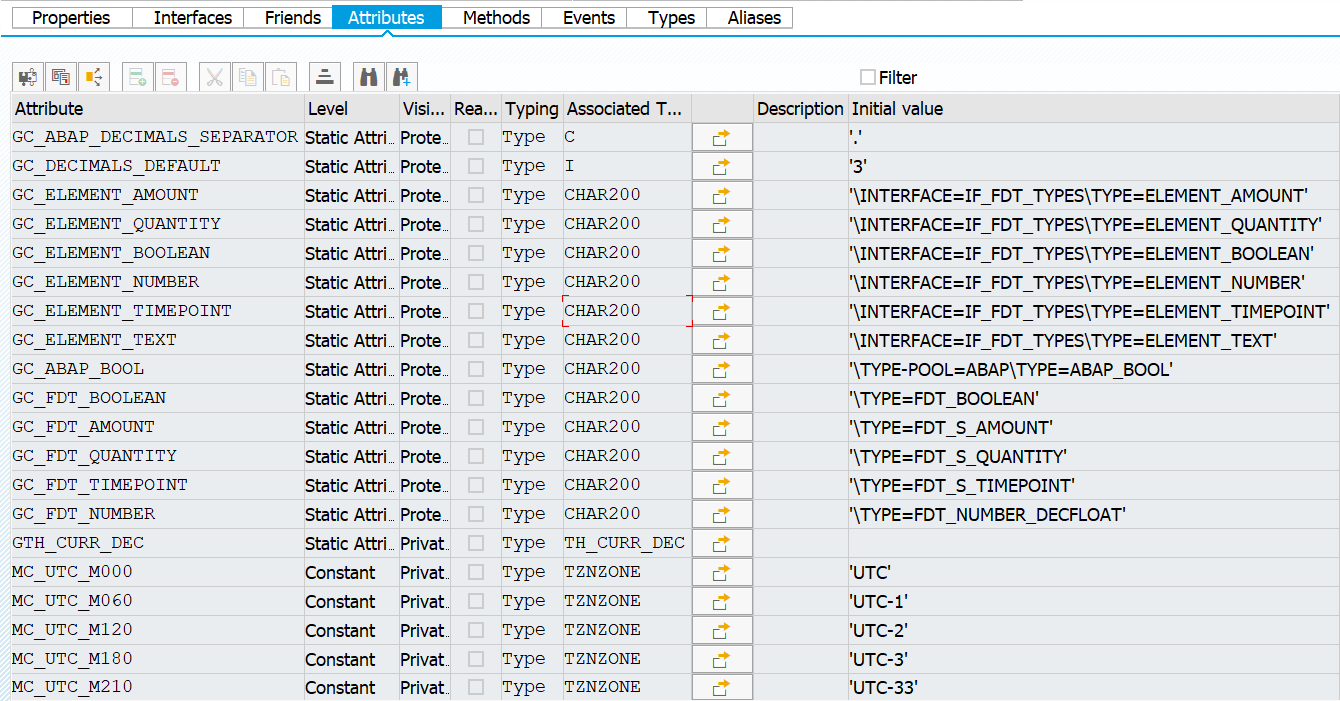 Properties Interfaces Friends Attributes Methods Events Types Aliases
Filter
Attribute Level Visi... Rea... Typing Associated T... Description Initial value
GC_ABAP_DECIMALS_SEPARATOR Static Attri.. Prote.. Type C '.'
GC_DECIMALS_DEFAULT Static Attri.. Prote.. Type I '3'
GC_ELEMENT_AMOUNT Static Attri.. Prote.. Type CHAR200 '\INTERFACE=IF_FDT_TYPES\TYPE=ELEMENT_AMOUNT'
GC_ELEMENT_QUANTITY Static Attri.. Prote.. Type CHAR200 '\INTERFACE=IF_FDT_TYPES\TYPE=ELEMENT_QUANTITY'
GC_ELEMENT_BOOLEAN Static Attri.. Prote.. Type CHAR200 '\INTERFACE=IF_FDT_TYPES\TYPE=ELEMENT_BOOLEAN'
GC_ELEMENT_NUMBER Static Attri.. Prote.. Type CHAR200 '\INTERFACE=IF_FDT_TYPES\TYPE=ELEMENT_NUMBER'
GC_ELEMENT_TIMEPOINT Static Attri.. Prote.. Type CHAR200 '\INTERFACE=IF_FDT_TYPES\TYPE=ELEMENT_TIMEPOINT'
GC_ELEMENT_TEXT Static Attri.. Prote.. Type CHAR200 '\INTERFACE=IF_FDT_TYPES\TYPE=ELEMENT_TEXT'
GC_ABAP_BOOL Static Attri.. Prote.. Type CHAR200 '\TYPE-POOL=ABAP\TYPE=ABAP_BOOL'
GC_FDT_BOOLEAN Static Attri.. Prote.. Type CHAR200 '\TYPE=FDT_BOOLEAN'
GC_FDT_AMOUNT Static Attri.. Prote.. Type CHAR200 '\TYPE=FDT_S_AMOUNT'
GC_FDT_QUANTITY Static Attri.. Prote.. Type CHAR200 '\TYPE=FDT_S_QUANTITY'
GC_FDT_TIMEPOINT Static Attri.. Prote.. Type CHAR200 '\TYPE=FDT_S_TIMEPOINT'
GC_FDT_NUMBER Static Attri.. Prote.. Type CHAR200 '\TYPE=FDT_NUMBER_DECFLOAT'
GTH_CURR_DEC Static Attri.. Privat.. Type TH_CURR_DEC
MC_UTC_M000 Constant Privat.. Type TZNZONE 'UTC'
MC_UTC_M060 Constant Privat.. Type TZNZONE 'UTC-1'
MC_UTC_M120 Constant Privat.. Type TZNZONE 'UTC-2'
MC_UTC_M180 Constant Privat.. Type TZNZONE 'UTC-3'
MC_UTC_M210 Constant Privat.. Type TZNZONE 'UTC-33'